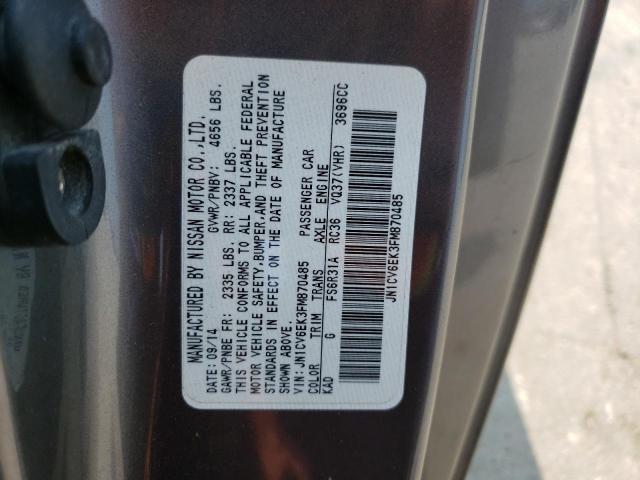 MANUFACTURED BY NISSAN MOTOR CO.,LTD.
DATE: 09/14 GVWR/PNBV: 4656 LBS.
GAWR/PNBE FR: 2335 LBS. RR: 2337 LBS.
THIS VEHICLE CONFORMS TO ALL APPLICABLE FEDERAL
MOTOR VEHICLE SAFETY,BUMPER,AND THEFT PREVENTION
STANDARDS IN EFFECT ON THE DATE OF MANUFACTURE
SHOWN ABOVE.
VIN: JN1CV6EK3FM870485 PASSENGER CAR
COLOR TRIM TRANS AXLE ENGINE
KAD G FS6R31A RC36 VQ37(VHR) 3696CC
JN1CV6EK3FM870485